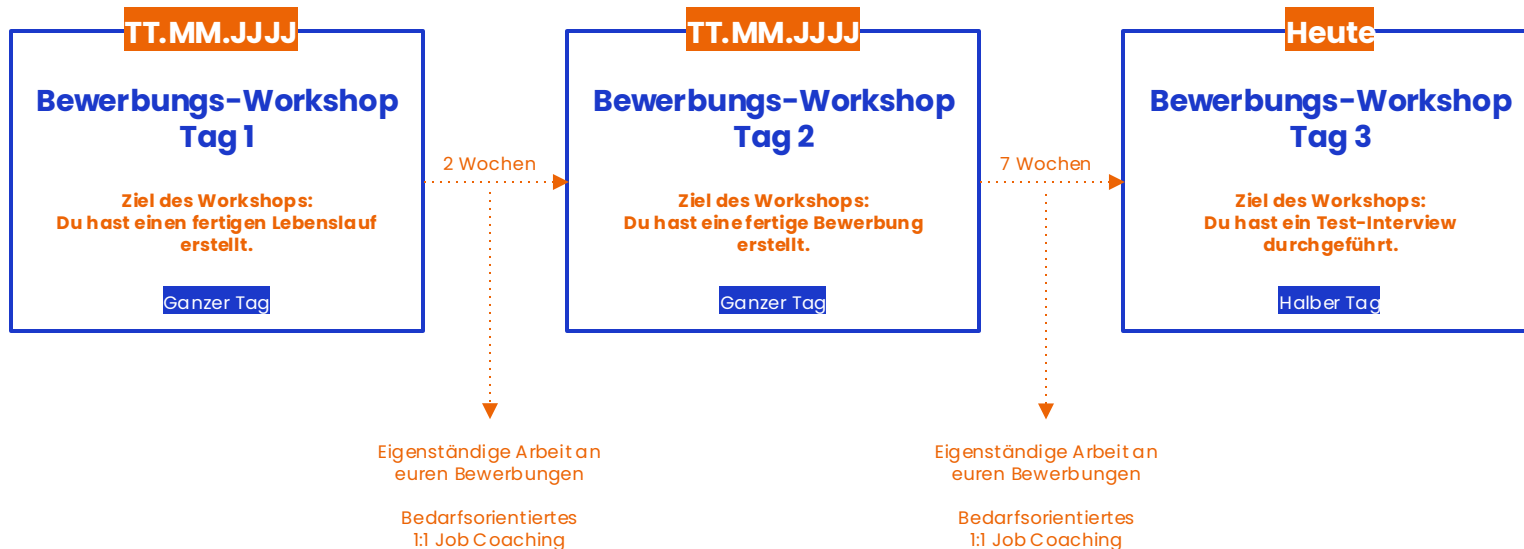 TT.MM.JJJJ
Bewerbungs-Workshop
Tag 1
Ziel des Workshops:
Du hast einen fertigen Lebenslauf
erstellt.
Ganzer Tag
2 Wochen
Eigenständige Arbeit an
euren Bewerbungen
Bedarfsorientiertes
1:1 Job Coaching
TT.MM.JJJJ
Bewerbungs-Workshop
Tag 2
Ziel des Workshops:
Du hast eine fertige Bewerbung
erstellt.
Ganzer Tag
7 Wochen
Eigenständige Arbeit an
euren Bewerbungen
Bedarfsorientiertes
1:1 Job Coaching
Heute
Bewerbungs-Workshop
Tag 3
Ziel des Workshops:
Du hast ein Test-Interview
durchgeführt.
Halber Tag